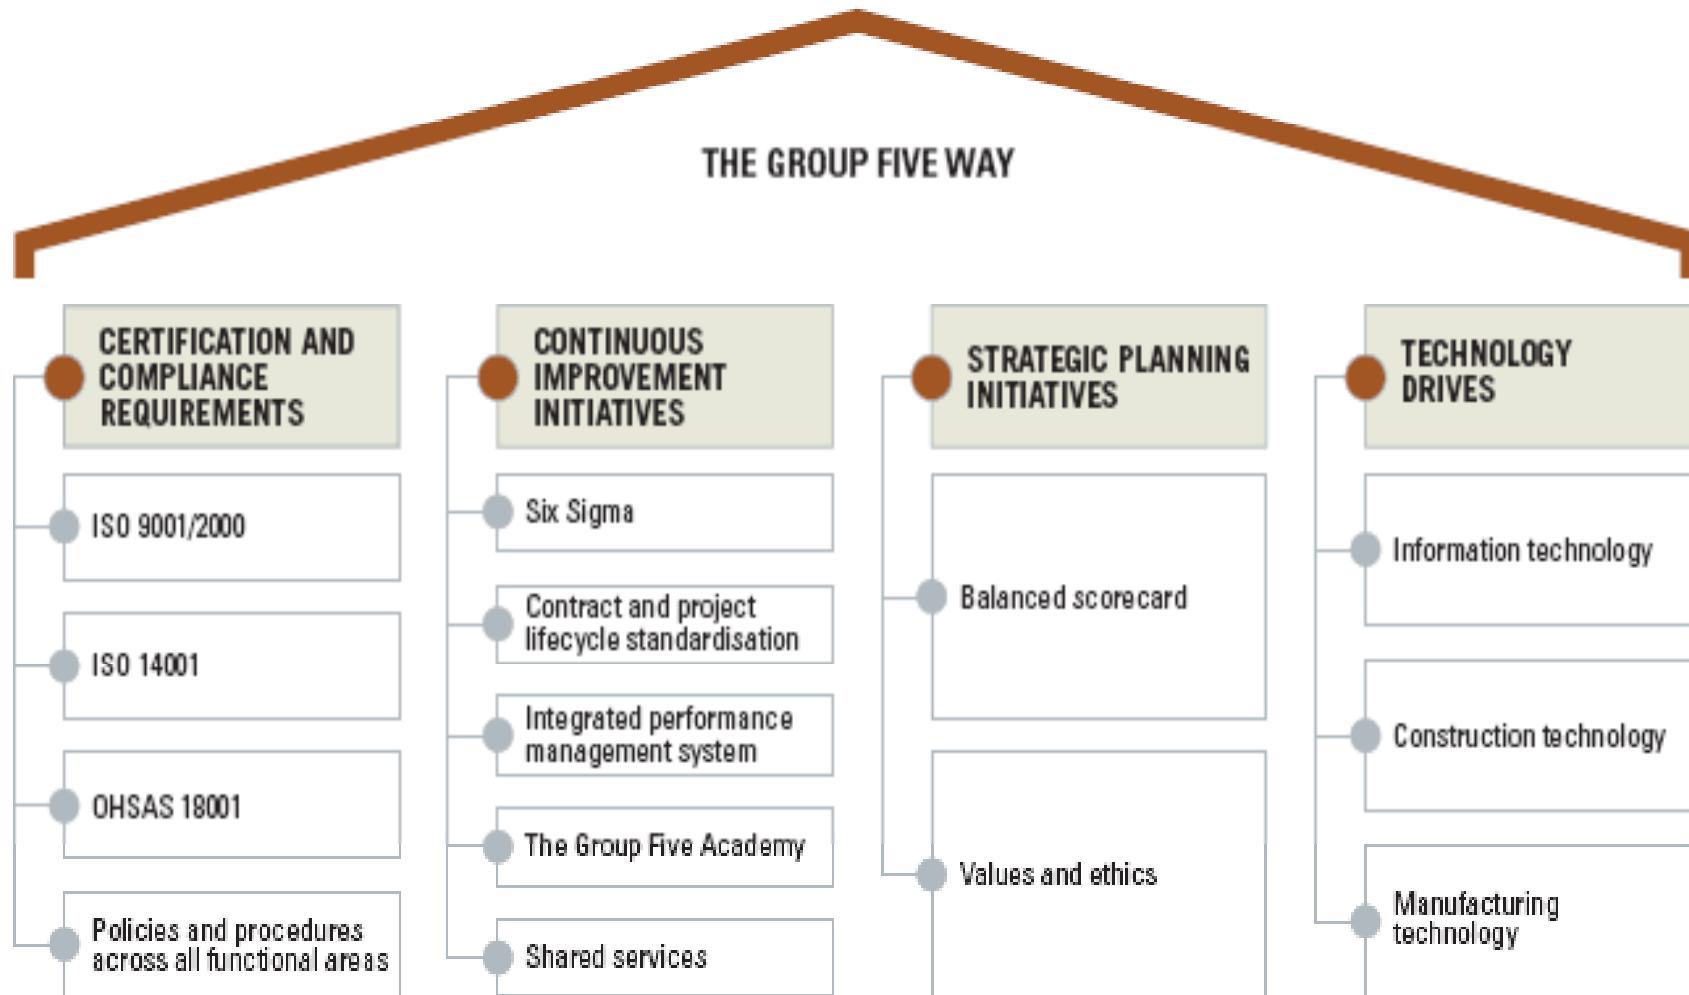 THE GROUP FIVE WAY
CERTIFICATION AND
COMPLIANCE
REQUIREMENTS
ISO 9001/2000
ISO 14001
OHSAS 18001
Policies and procedures
across all functional areas
CONTINUOUS
IMPROVEMENT
INITIATIVES
Six Sigma
Contract and project
lifecycle standardisation
Integrated performance
management system
The Group Five Academy
Shared services
STRATEGIC PLANNING
INITIATIVES
Balanced scorecard
Values and ethics
TECHNOLOGY
DRIVES
Information technology
Construction technology
Manufacturing
technology